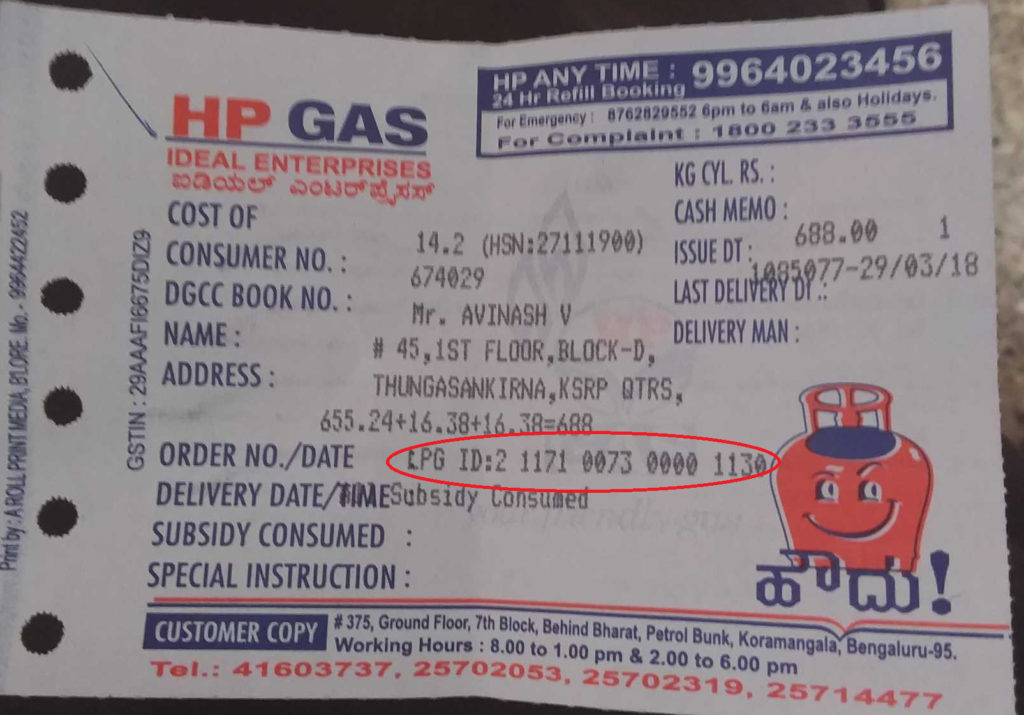 HP ANY TIME : 9964023456
24 Hr Refill Booking
For Emergency : 8762829552 6pm to 6am & also Holidays.
For Complaint : 1800 233 3555
HP GAS
IDEAL ENTERPRISES
ಐಡಿಯಲ್ ಎಂಟರ್‌ಪ್ರೈಸಸ್
KG CYL. RS. :
COST OF
CASH MEMO :
688.00 1
14.2 (HSN:27111900)
CONSUMER NO. :
ISSUE DT :
1085077-29/03/18
674029
DGCC BOOK NO. :
LAST DELIVERY DT .:
Mr. AVINASH V
NAME :
DELIVERY MAN :
# 45,1ST FLOOR,BLOCK-D,
ADDRESS :
THUNGASANKIRNA,KSRP QTRS,
655.24+16.38+16.38=688
ORDER NO./DATE
LPG ID:2 1171 0073 0000 1130
DELIVERY DATE/TIME
Subsidy Consumed
SUBSIDY CONSUMED :
SPECIAL INSTRUCTION :
ಹೌದು!
CUSTOMER COPY
# 375, Ground Floor, 7th Block, Behind Bharat, Petrol Bunk, Koramangala, Bengaluru-95.
Working Hours : 8.00 to 1.00 pm & 2.00 to 6.00 pm
Tel.: 41603737, 25702053, 25702319, 25714477
GSTIN : 29AAAFI6675DIZ9
Print by : A ROLL PRINT MEDIA, B'LORE. Mo. - 9964422452